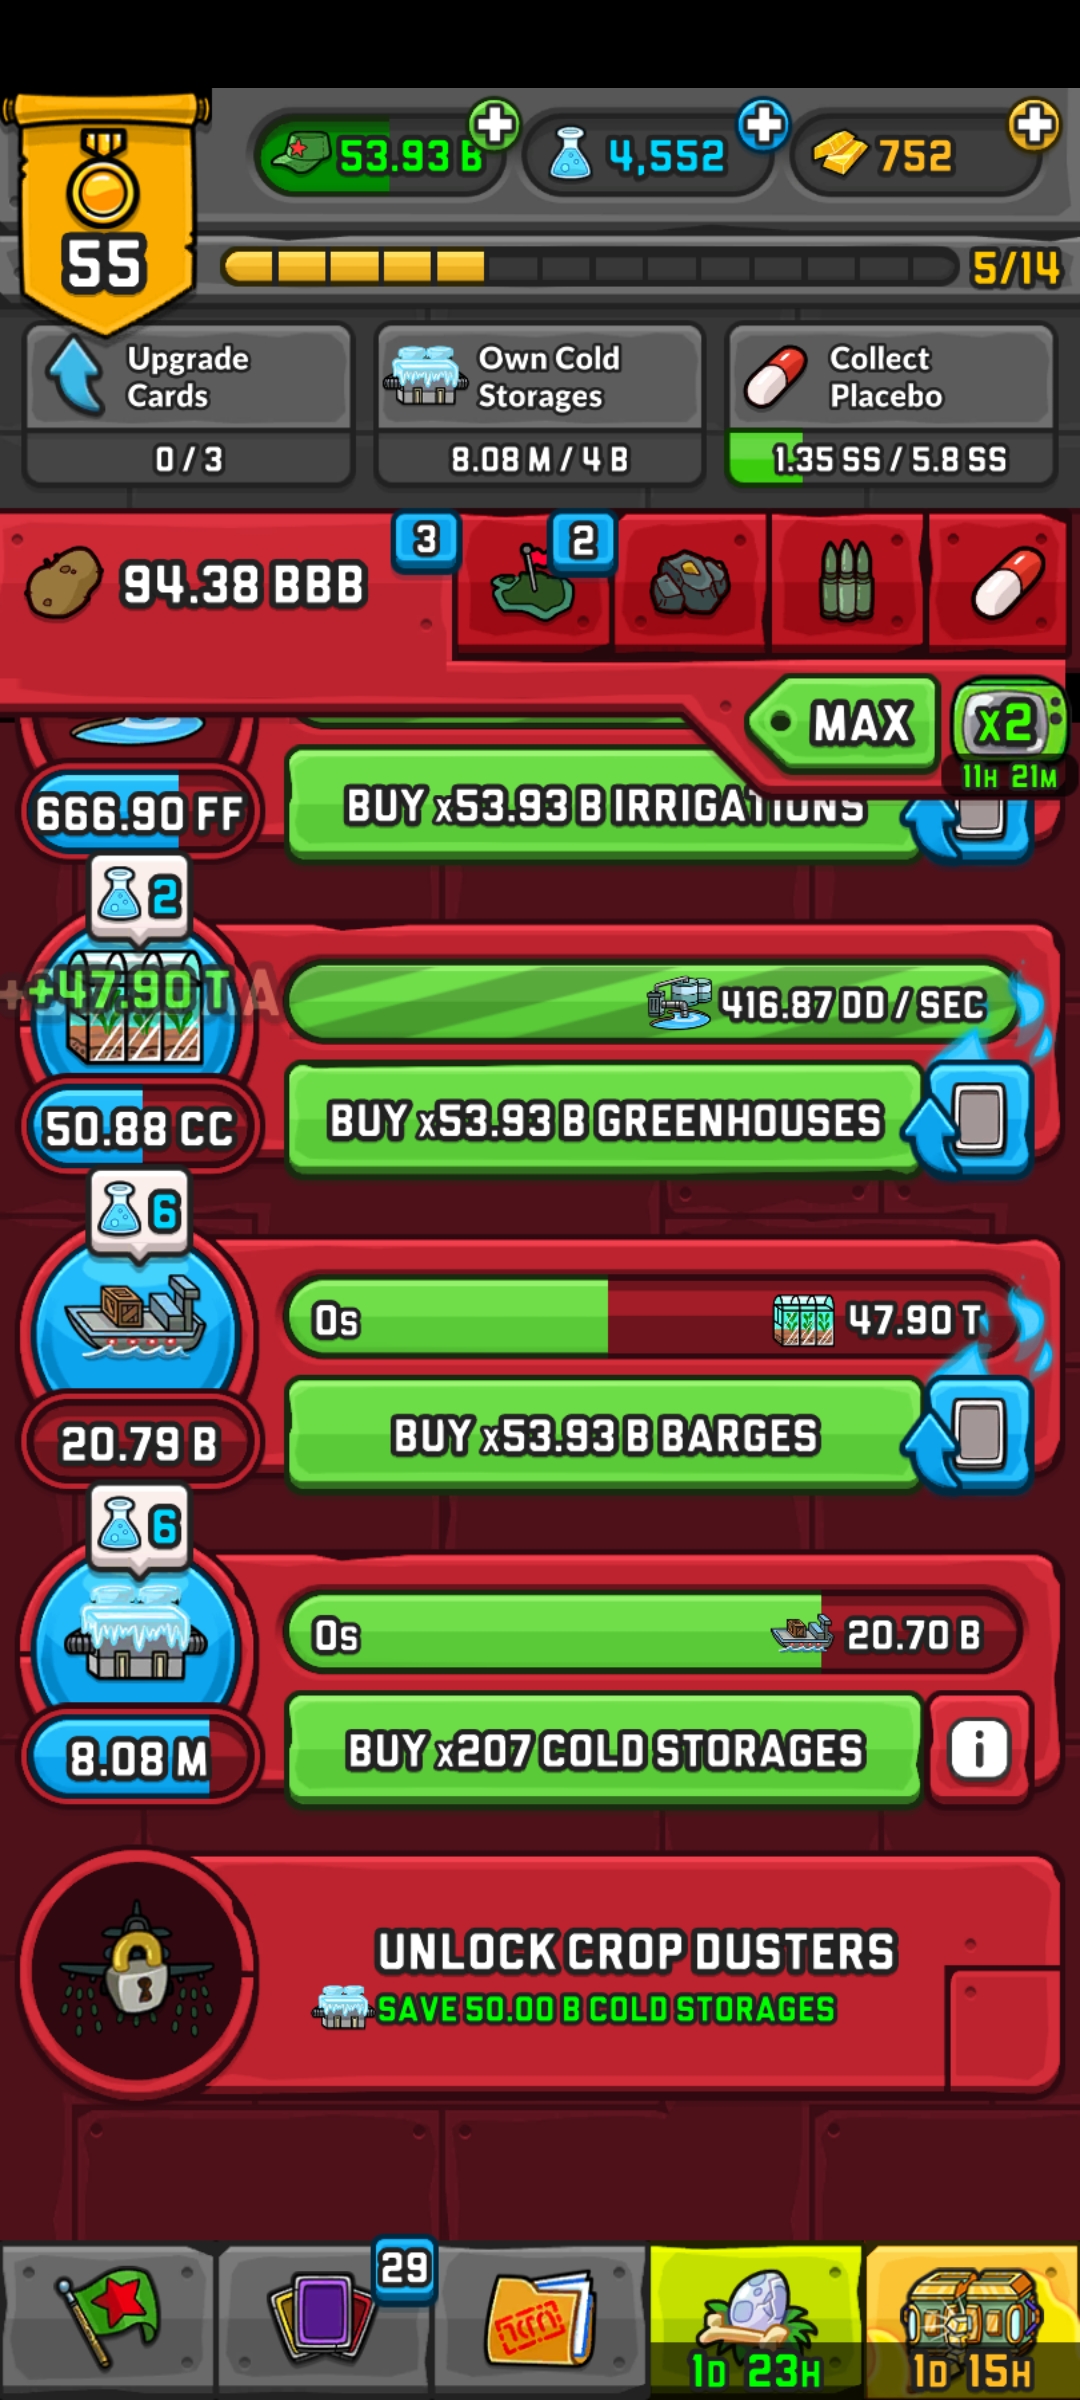 53.93 B
4,552
752
55
5/14
Upgrade
Cards
0 / 3
Own Cold
Storages
8.08 M / 4 B
Collect
Placebo
1.35 SS / 5.8 SS
94.38 BBB
3
2
MAX
x2
11H 21M
666.90 FF
BUY x53.93 B IRRIGATIONS
2
+47.90 T
416.87 DD / SEC
50.88 CC
BUY x53.93 B GREENHOUSES
6
0s
47.90 T
20.79 B
BUY x53.93 B BARGES
6
0s
20.70 B
8.08 M
BUY x207 COLD STORAGES
i
UNLOCK CROP DUSTERS
SAVE 50.00 B COLD STORAGES
29
1D 23H
1D 15H